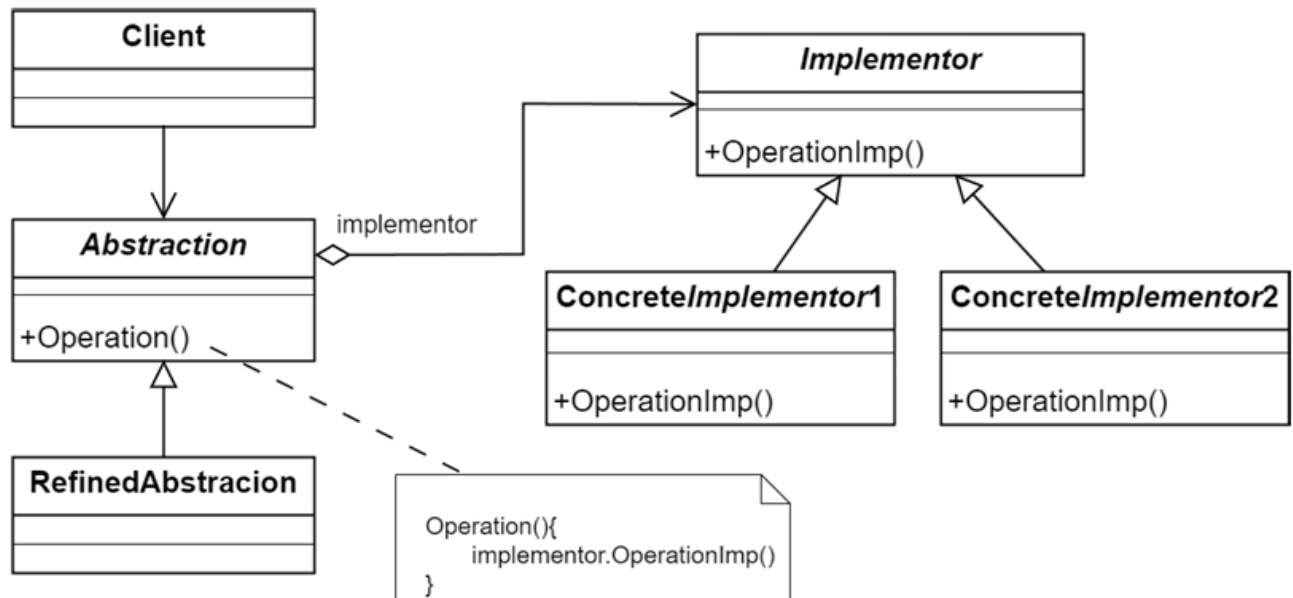 Client
Implementor
+OperationImp()
Abstraction
implementor
+Operation()
ConcreteImplementor1
+OperationImp()
ConcreteImplementor2
+OperationImp()
RefinedAbstracion
Operation(){
implementor.OperationImp()
}